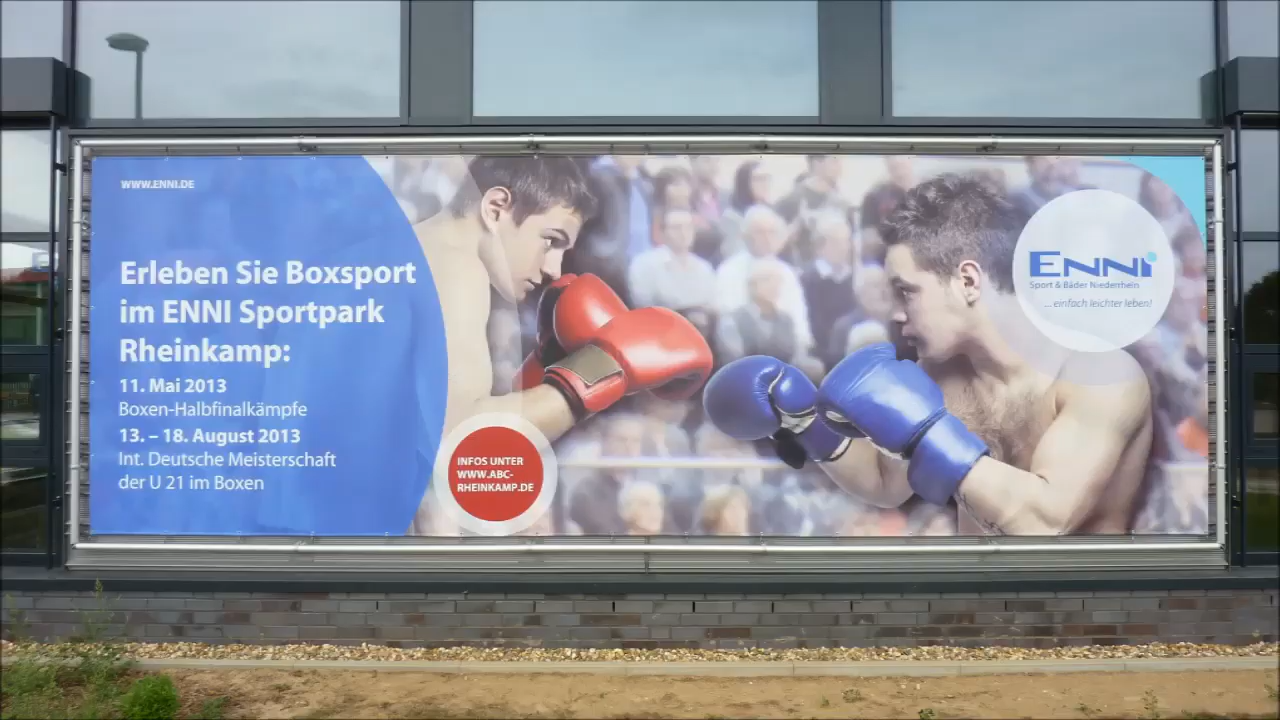 WWW.ENNI.DE
Erleben Sie Boxsport
im ENNI Sportpark
Rheinkamp:
11. Mai 2013
Boxen-Halbfinalkämpfe
13. – 18. August 2013
Int. Deutsche Meisterschaft
der U 21 im Boxen
INFOS UNTER
WWW.ABC-
RHEINKAMP.DE
ENNI
Sport & Bäder Niederrhein
... einfach leichter leben!